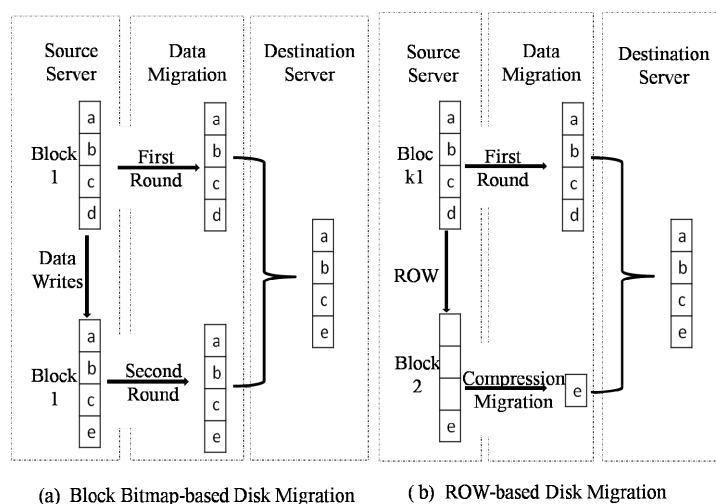 Source
Server
Data
Migration
Destination
Server
a
b
c
d
Block
1
First
Round
a
b
c
d
Data
Writes
a
b
c
e
a
b
c
e
Block
1
Second
Round
a
b
c
e
(a) Block Bitmap-based Disk Migration
Source
Server
Data
Migration
Destination
Server
a
b
c
d
Bloc
k1
First
Round
a
b
c
d
ROW
a
b
c
e
Block
2
e
Compression
Migration
e
(b) ROW-based Disk Migration